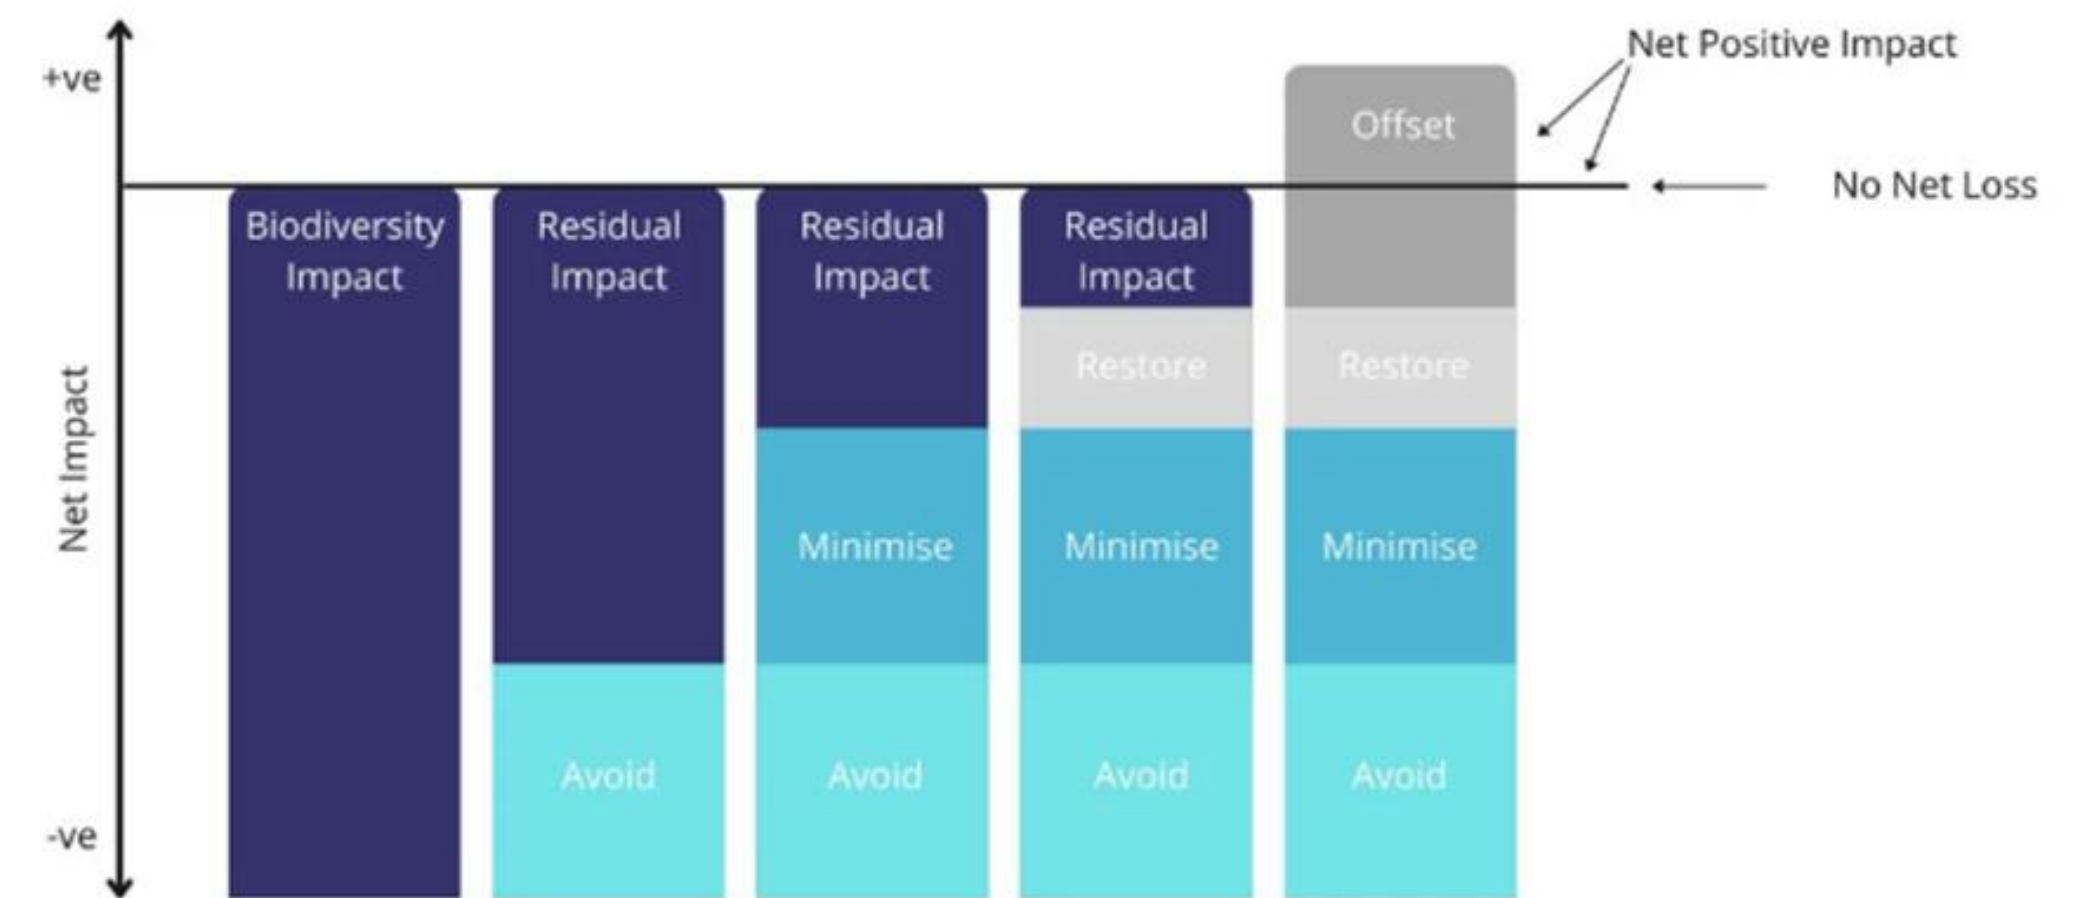 Net Positive Impact
+ve
Offset
No Net Loss
Biodiversity
Impact
Residual
Impact
Residual
Impact
Residual
Impact
Restore
Restore
Net Impact
Minimise
Minimise
Minimise
Avoid
Avoid
Avoid
Avoid
-ve